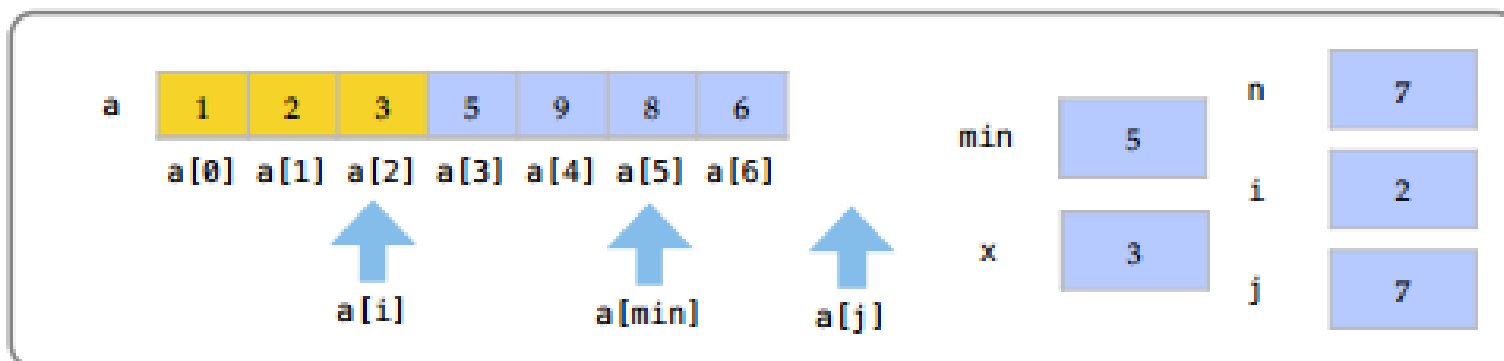 a 1 2 3 5 9 8 6
a[0] a[1] a[2] a[3] a[4] a[5] a[6]
a[i] a[min] a[j]
min 5
x 3
n 7
i 2
j 7